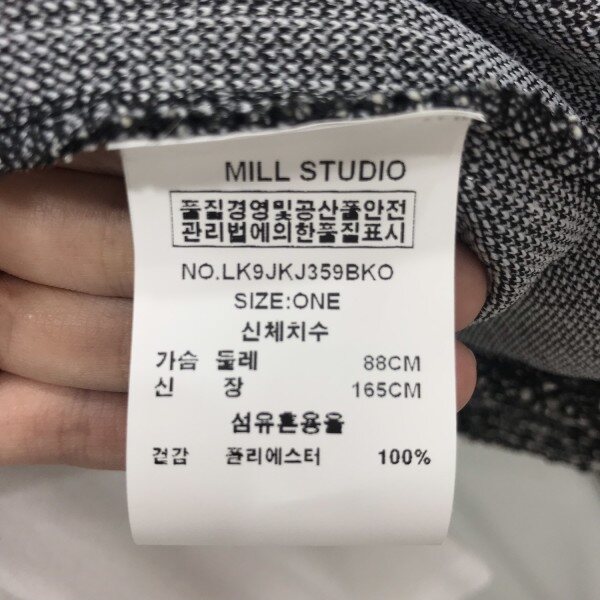 MILL STUDIO
품질경영및공산품안전
관리법에의한품질표시
NO.LK9JKJ359BKO
SIZE:ONE
신체치수
가슴 둘레 88CM
신 장 165CM
섬유혼용율
겉감 폴리에스터 100%